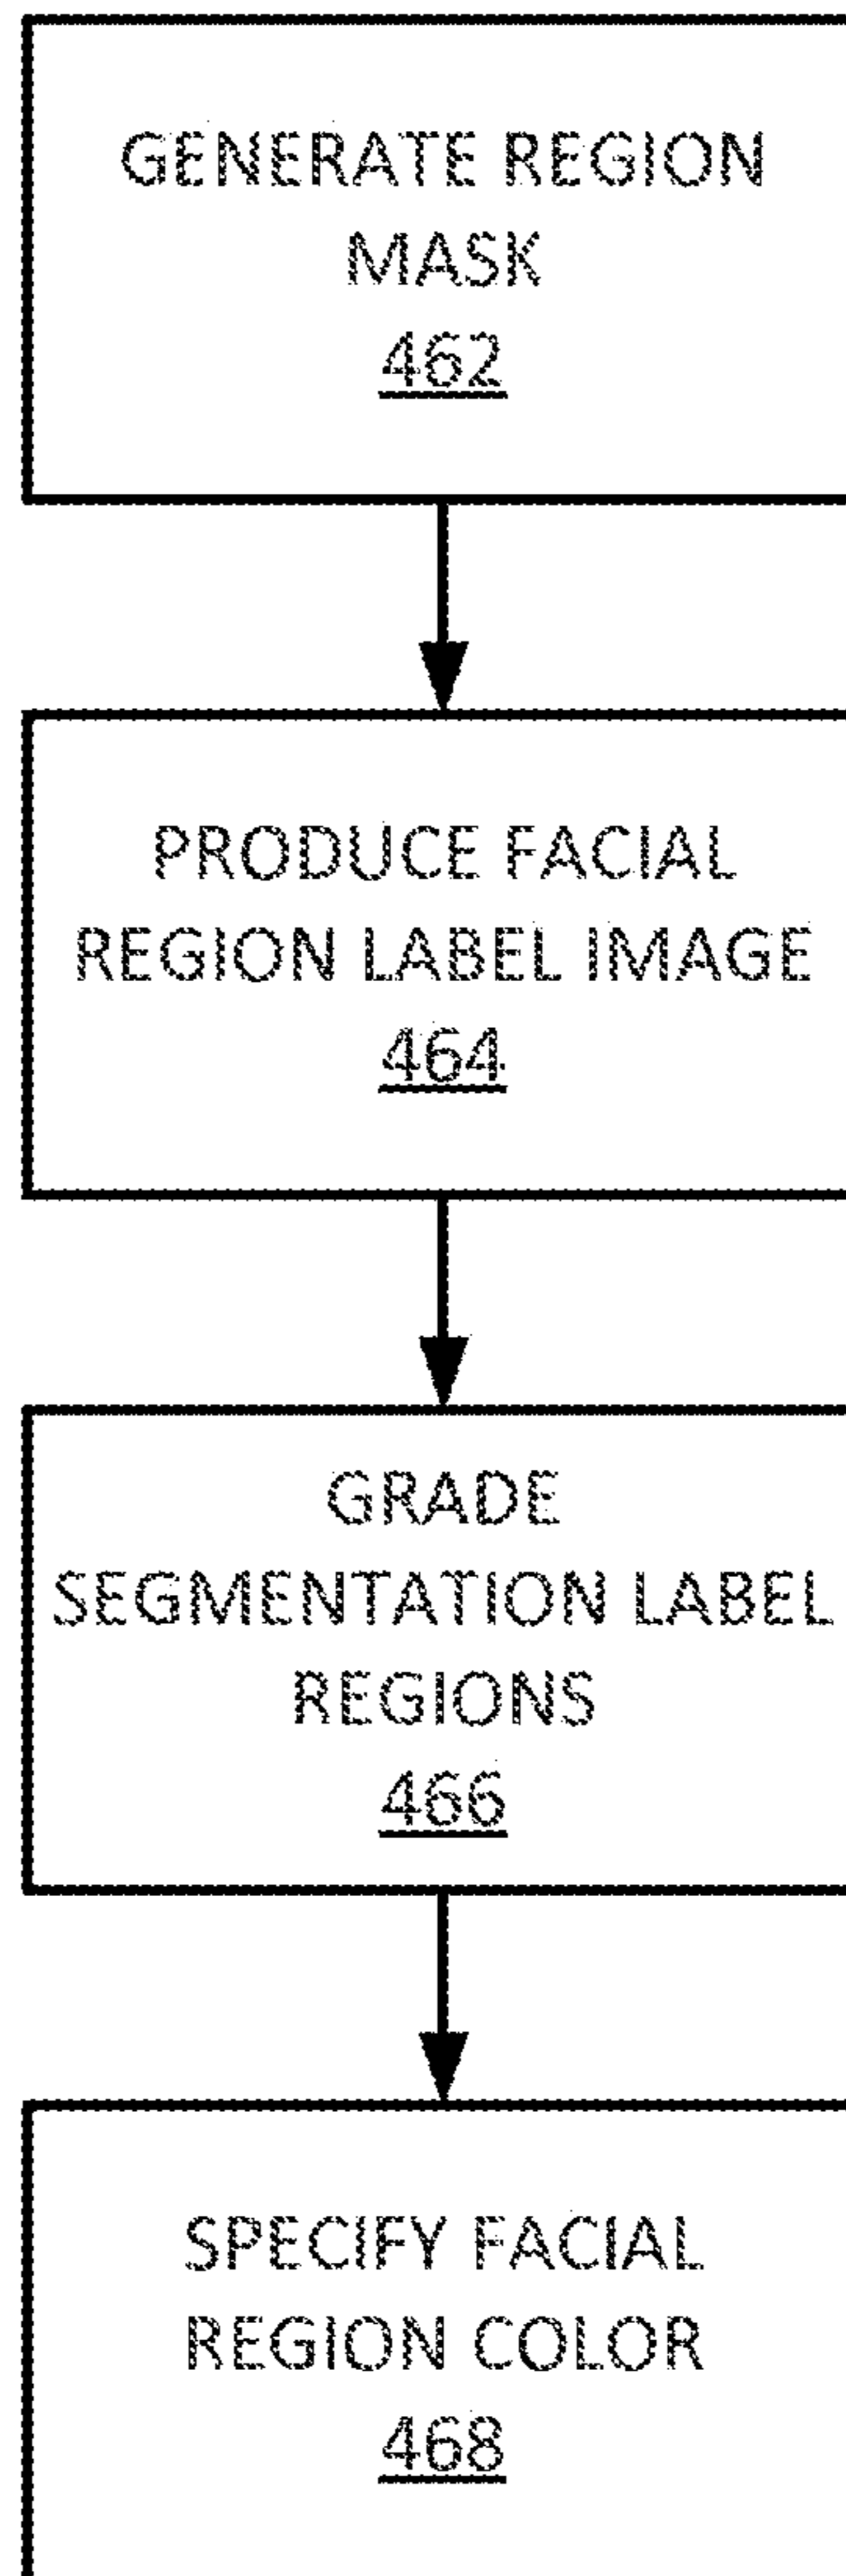 GENERATE REGION
MASK
462
PRODUCE FACIAL
REGION LABEL IMAGE
464
GRADE
SEGMENTATION LABEL
REGIONS
466
SPECIFY FACIAL
REGION COLOR
468